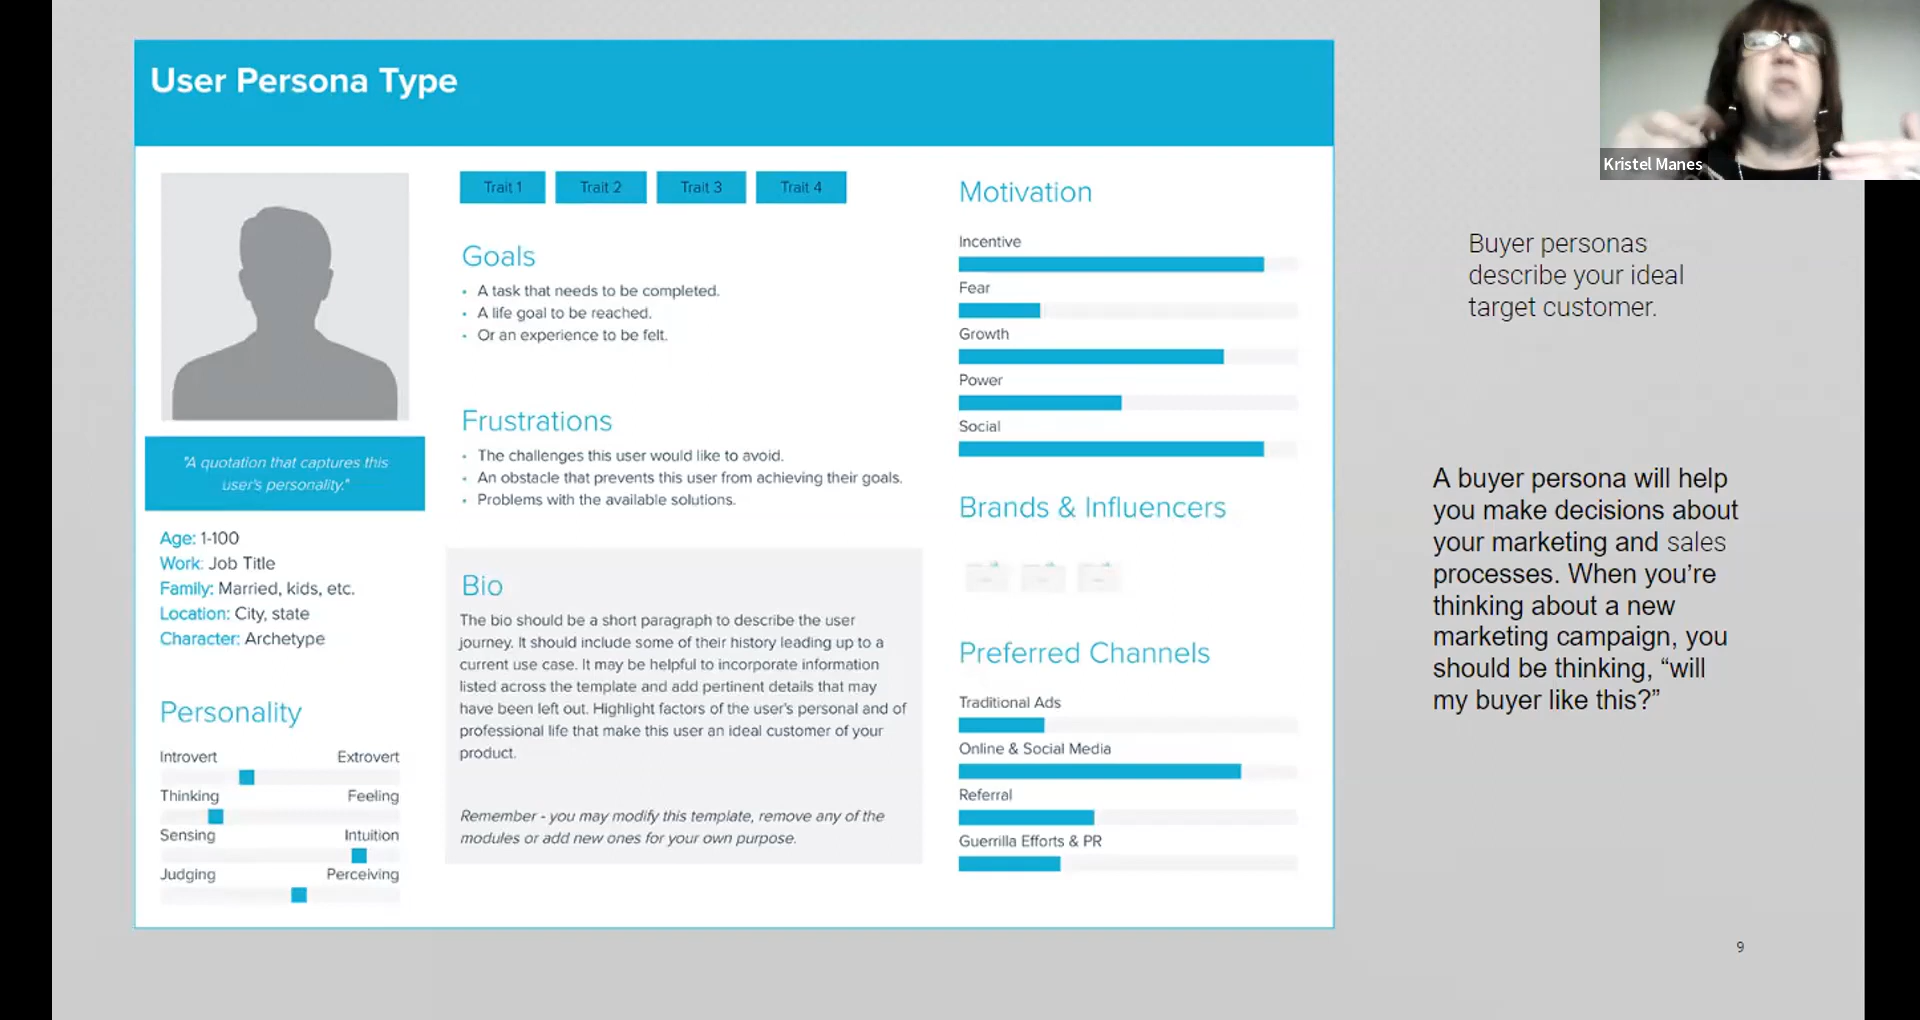 User Persona Type
"A quotation that captures this
user's personality."
Age: 1-100
Work: Job Title
Family: Married, kids, etc.
Location: City, state
Character: Archetype
Personality
Introvert Extrovert
Thinking Feeling
Sensing Intuition
Judging Perceiving
Trait 1 Trait 2 Trait 3 Trait 4
Goals
• A task that needs to be completed.
• A life goal to be reached.
• Or an experience to be felt.
Frustrations
• The challenges this user would like to avoid.
• An obstacle that prevents this user from achieving their goals.
• Problems with the available solutions.
Bio
The bio should be a short paragraph to describe the user
journey. It should include some of their history leading up to a
current use case. It may be helpful to incorporate information
listed across the template and add pertinent details that may
have been left out. Highlight factors of the user's personal and of
professional life that make this user an ideal customer of your
product.
Remember - you may modify this template, remove any of the
modules or add new ones for your own purpose.
Motivation
Incentive
Fear
Growth
Power
Social
Brands & Influencers
Preferred Channels
Traditional Ads
Online & Social Media
Referral
Guerrilla Efforts & PR
Kristel Manes
Buyer personas
describe your ideal
target customer.
A buyer persona will help
you make decisions about
your marketing and sales
processes. When you’re
thinking about a new
marketing campaign, you
should be thinking, “will
my buyer like this?”
9